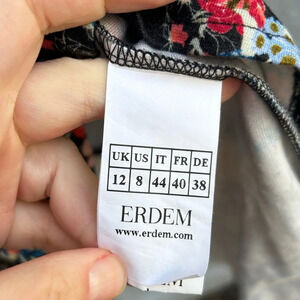 UK US IT FR DE
12 8 44 40 38
ERDEM
www.erdem.com